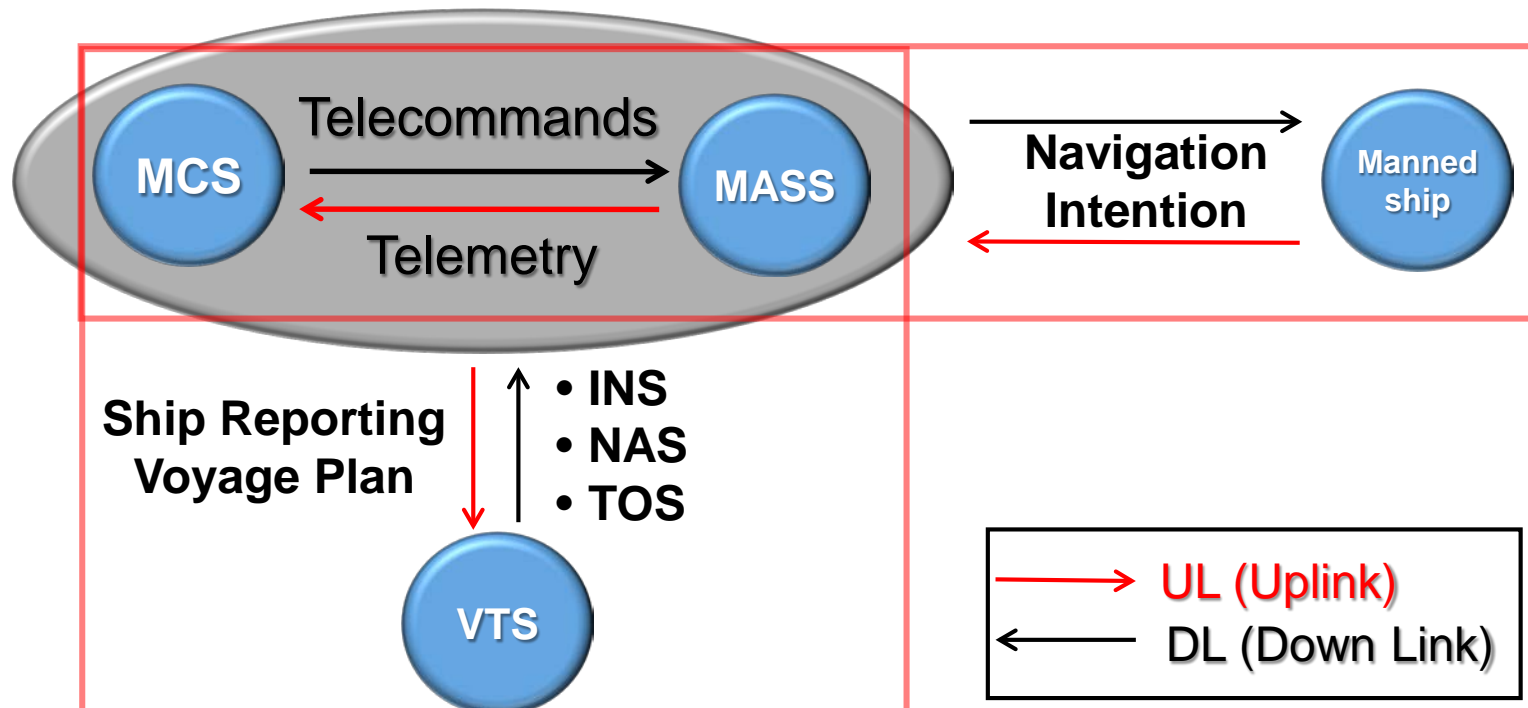 Telecommands
MCS
MASS
Telemetry
Navigation
Intention
Manned
ship
Ship Reporting
Voyage Plan
• INS
• NAS
• TOS
VTS
UL (Uplink)
DL (Down Link)